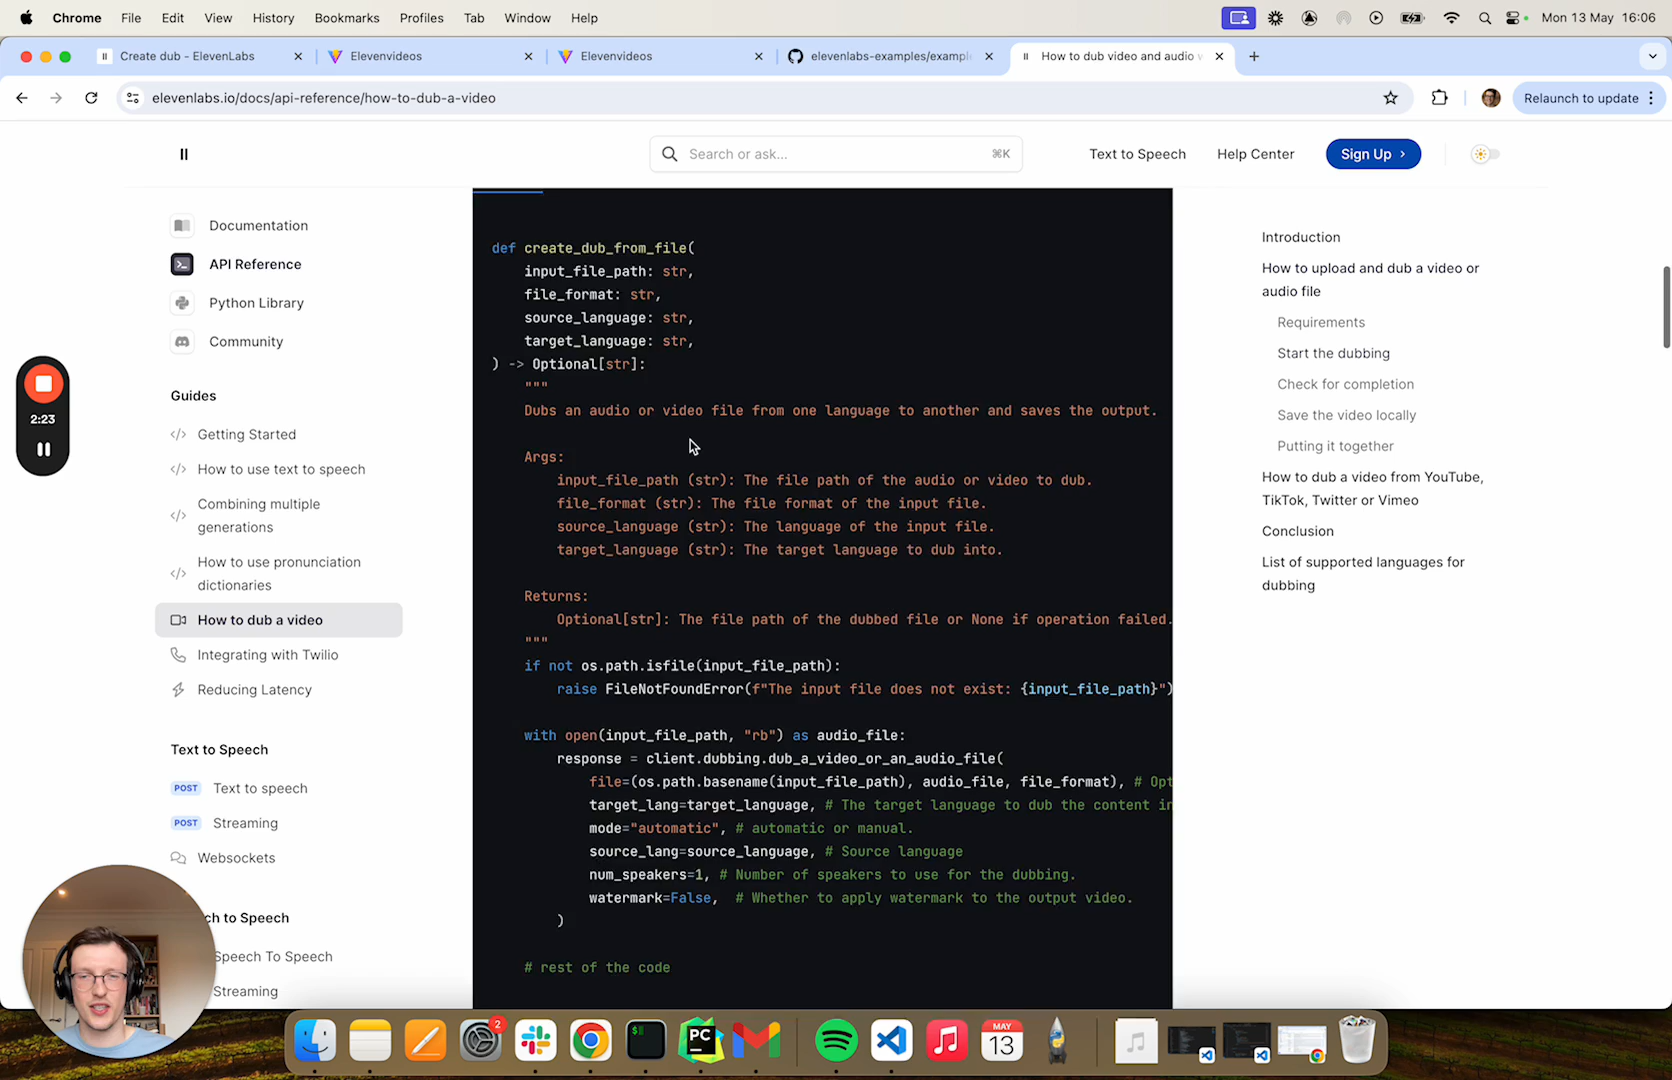 Chrome File Edit View History Bookmarks Profiles Tab Window Help Mon 13 May 16:06
Create dub - ElevenLabs
Elevenvideos
Elevenvideos
elevenlabs-examples/exampl
How to dub video and audio v
elevenlabs.io/docs/api-reference/how-to-dub-a-video
Relaunch to update
Search or ask... ⌘K
Text to Speech
Help Center
Sign Up
Documentation
API Reference
Python Library
Community
Guides
Getting Started
How to use text to speech
Combining multiple
generations
How to use pronunciation
dictionaries
How to dub a video
Integrating with Twilio
Reducing Latency
Text to Speech
POST Text to speech
POST Streaming
Websockets
ch to Speech
Speech To Speech
Streaming
2:23
def create_dub_from_file(
input_file_path: str,
file_format: str,
source_language: str,
target_language: str,
) -> Optional[str]:
"""
Dubs an audio or video file from one language to another and saves the output.
Args:
input_file_path (str): The file path of the audio or video to dub.
file_format (str): The file format of the input file.
source_language (str): The language of the input file.
target_language (str): The target language to dub into.
Returns:
Optional[str]: The file path of the dubbed file or None if operation failed.
"""
if not os.path.isfile(input_file_path):
raise FileNotFoundError(f"The input file does not exist: {input_file_path}")
with open(input_file_path, "rb") as audio_file:
response = client.dubbing.dub_a_video_or_an_audio_file(
file=(os.path.basename(input_file_path), audio_file, file_format), # Opt
target_lang=target_language, # The target language to dub the content in
mode="automatic", # automatic or manual.
source_lang=source_language, # Source language
num_speakers=1, # Number of speakers to use for the dubbing.
watermark=False, # Whether to apply watermark to the output video.
)
# rest of the code
Introduction
How to upload and dub a video or
audio file
Requirements
Start the dubbing
Check for completion
Save the video locally
Putting it together
How to dub a video from YouTube,
TikTok, Twitter or Vimeo
Conclusion
List of supported languages for
dubbing
2
$
PC
MAY
13